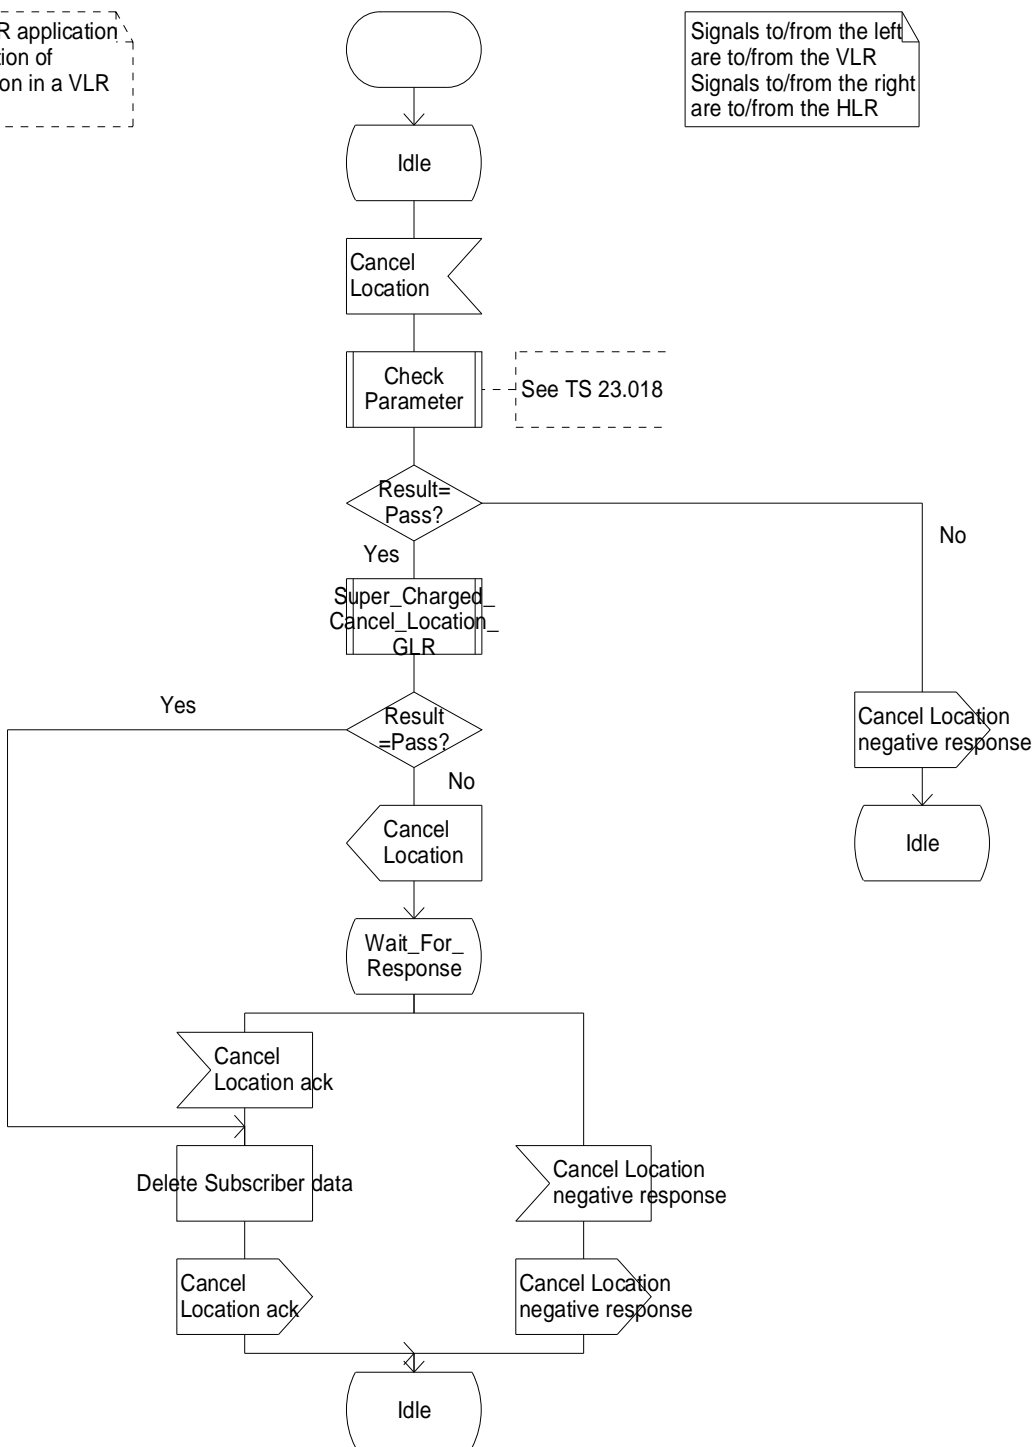 R application
tion of
on in a VLR
Signals to/from the left
are to/from the VLR
Signals to/from the right
are to/from the HLR
Idle
Cancel
Location
Check
Parameter
See TS 23.018
Result=
Pass?
No
Yes
Super_Charged_
Cancel_Location_
GLR
Yes
Result
=Pass?
No
Cancel Location
negative response
Cancel
Location
Idle
Wait_For_
Response
Cancel
Location ack
Delete Subscriber data
Cancel Location
negative response
Cancel
Location ack
Cancel Location
negative response
Idle